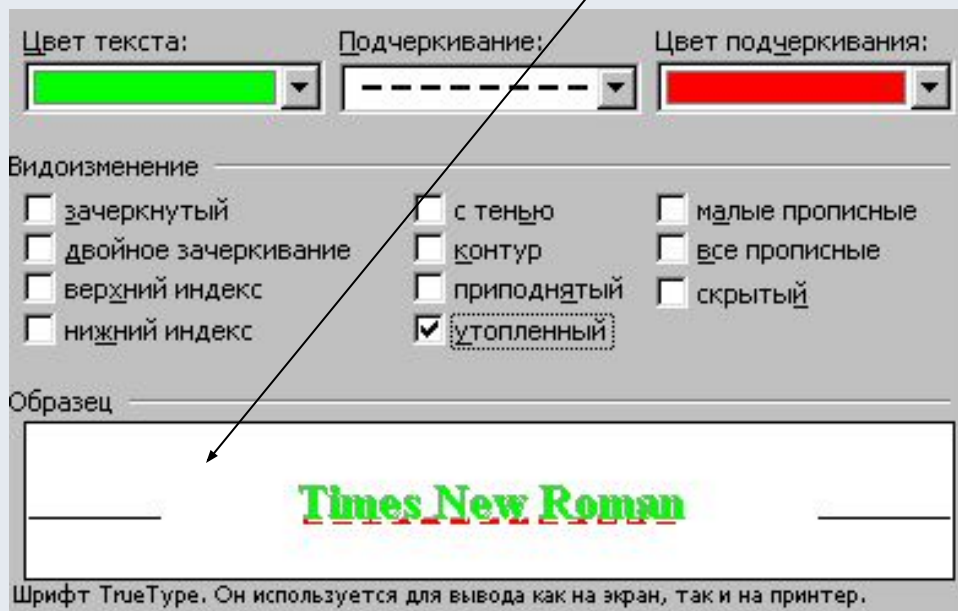 Цвет текста: Подчеркивание: Цвет подчеркивания:
Видоизменение
зачеркнутый с тенью малые прописные
двойное зачеркивание контур все прописные
верхний индекс приподнятый скрытый
нижний индекс утопленный
Образец
Times New Roman
Шрифт TrueType. Он используется для вывода как на экран, так и на принтер.